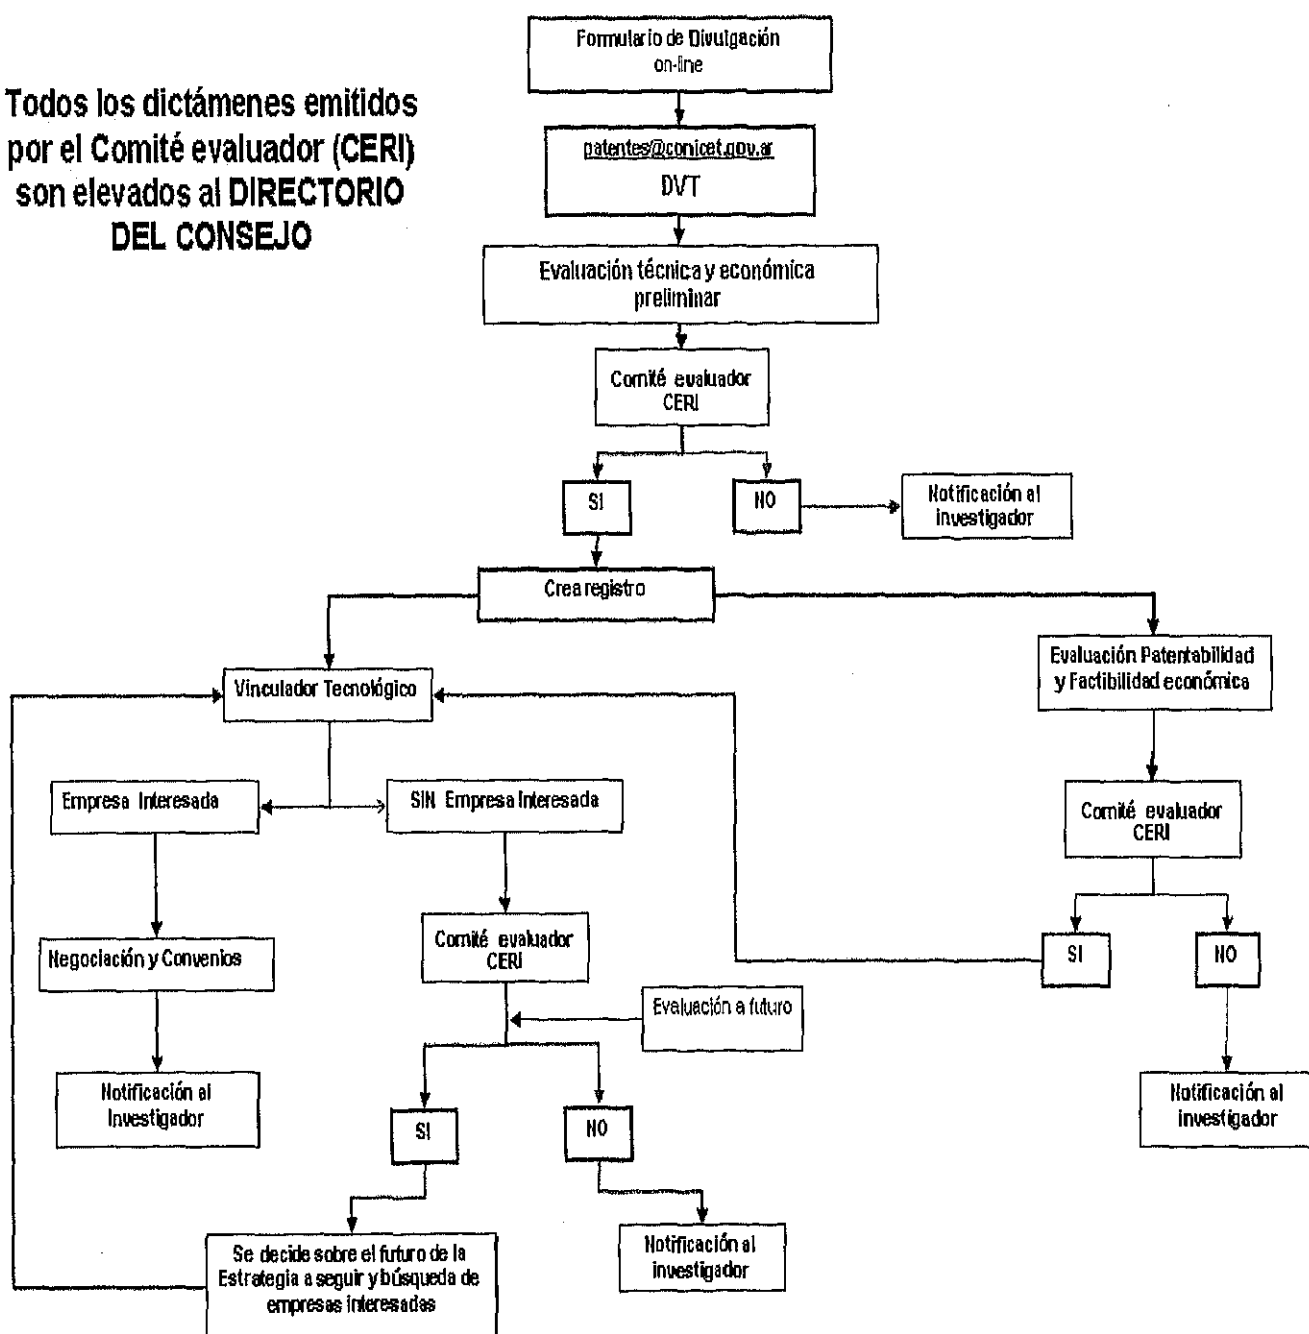 Formulario de Divulgación
on-line
Todos los dictámenes emitidos
por el Comité evaluador (CERI)
son elevados al DIRECTORIO
DEL CONSEJO
patentes@conicet.gov.ar
DVT
Evaluación técnica y económica
preliminar
Comité evaluador
CERI
SI
NO
Notificación al
investigador
Crea registro
Evaluación Patentabilidad
y Factibilidad económica
Vinculador Tecnológico
Empresa Interesada
SIN Empresa Interesada
Comité evaluador
CERI
Negociación y Convenios
Comité evaluador
CERI
SI
NO
Evaluación a futuro
Notificación al
Investigador
Notificación al
investigador
SI
NO
Se decide sobre el futuro de la
Estrategia a seguir y búsqueda de
empresas interesadas
Notificación al
investigador